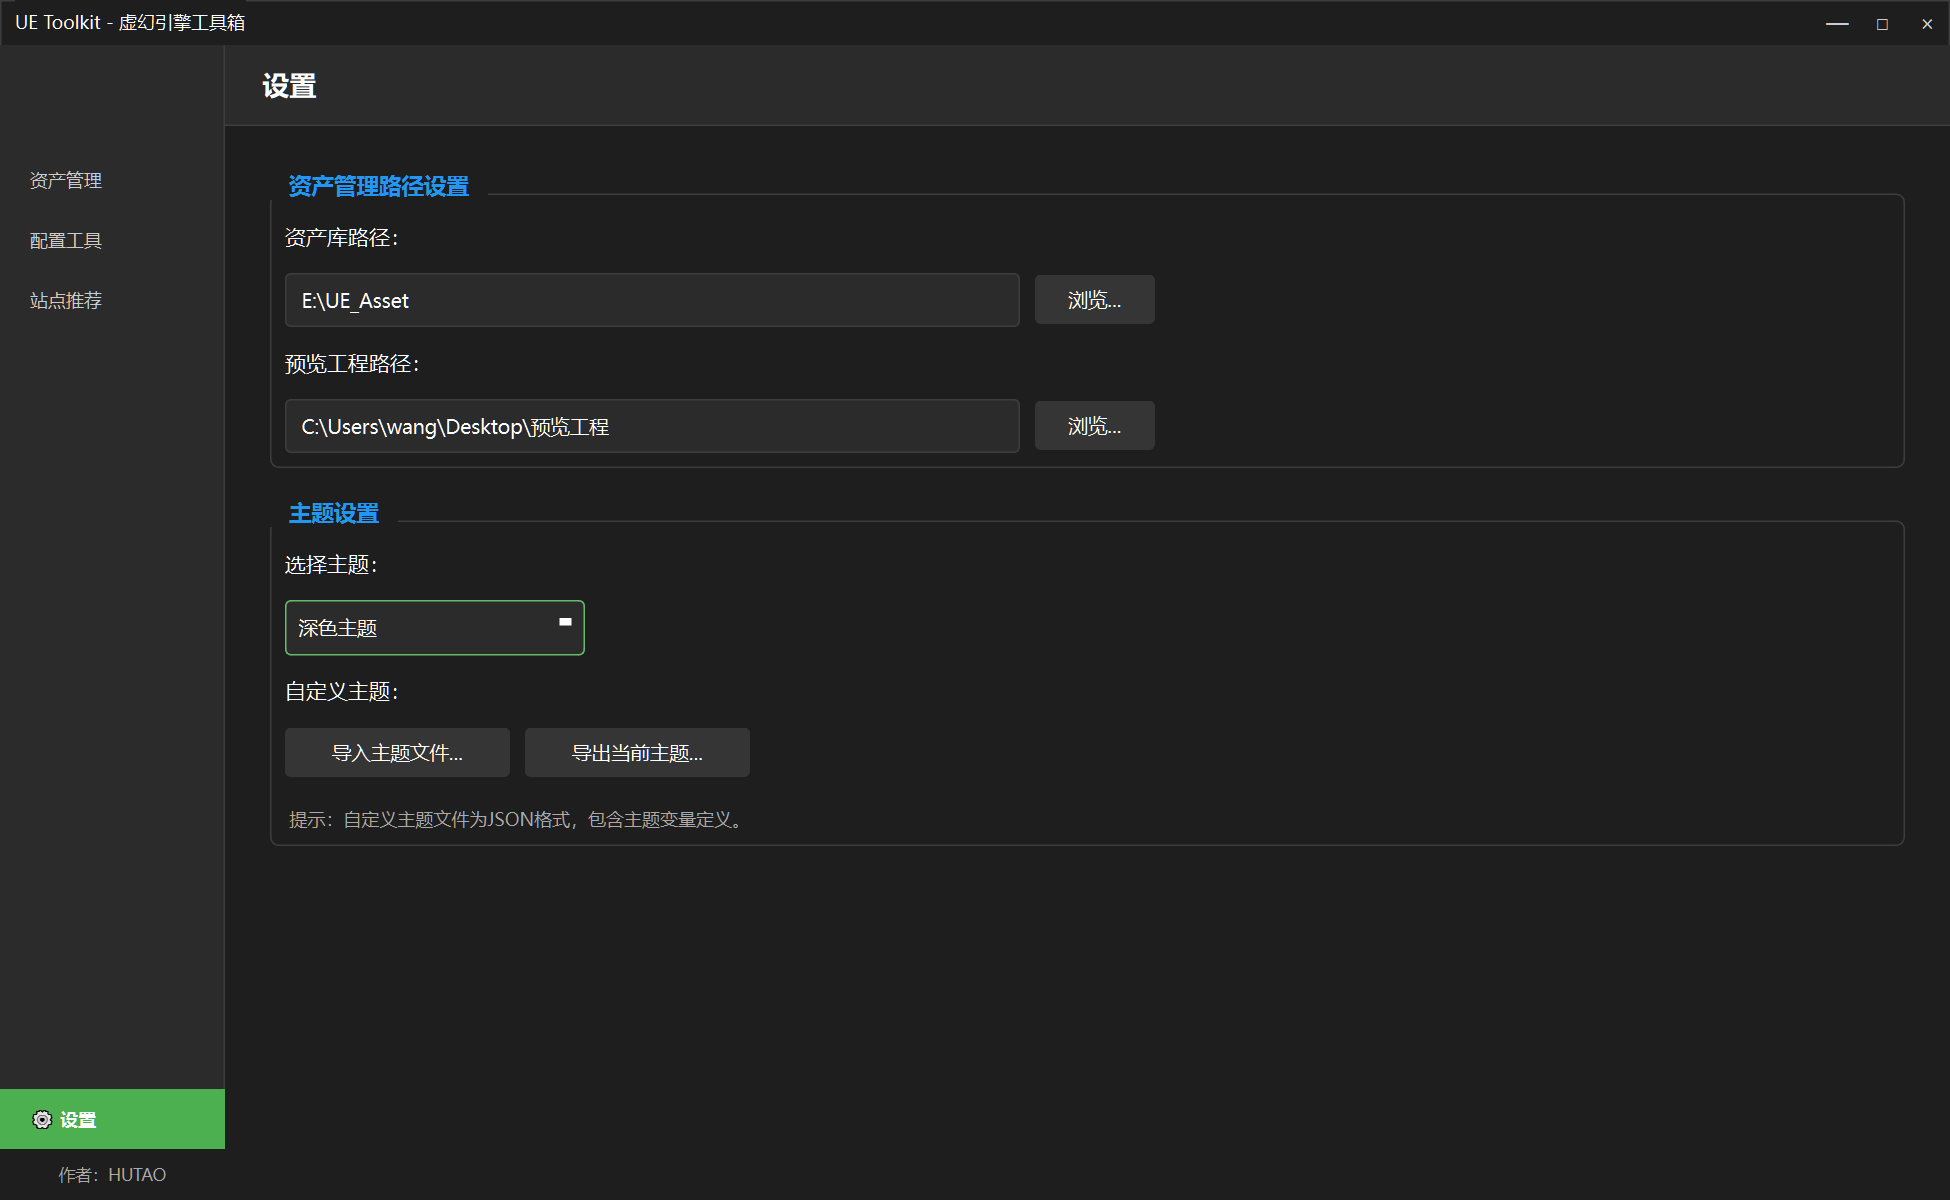 UE Toolkit - 虚幻引擎工具箱
设置
资产管理
配置工具
站点推荐
资产管理路径设置
资产库路径：
E:\UE_Asset
浏览...
预览工程路径：
C:\Users\wang\Desktop\预览工程
浏览...
主题设置
选择主题：
深色主题
自定义主题：
导入主题文件...
导出当前主题...
提示：自定义主题文件为JSON格式，包含主题变量定义。
设置
作者：HUTAO